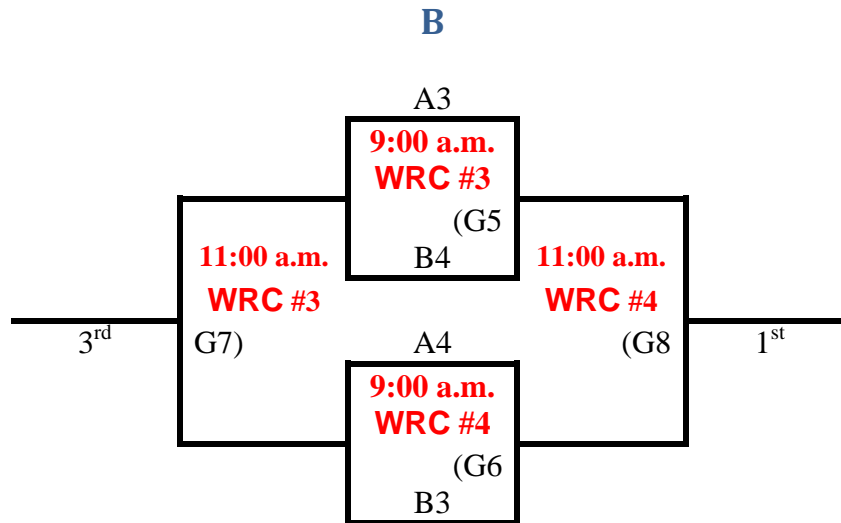 B
A3
9:00 a.m.
WRC #3
(G5
B4
11:00 a.m.
WRC #3
G7)
3rd
11:00 a.m.
WRC #4
(G8
1st
A4
9:00 a.m.
WRC #4
(G6
B3